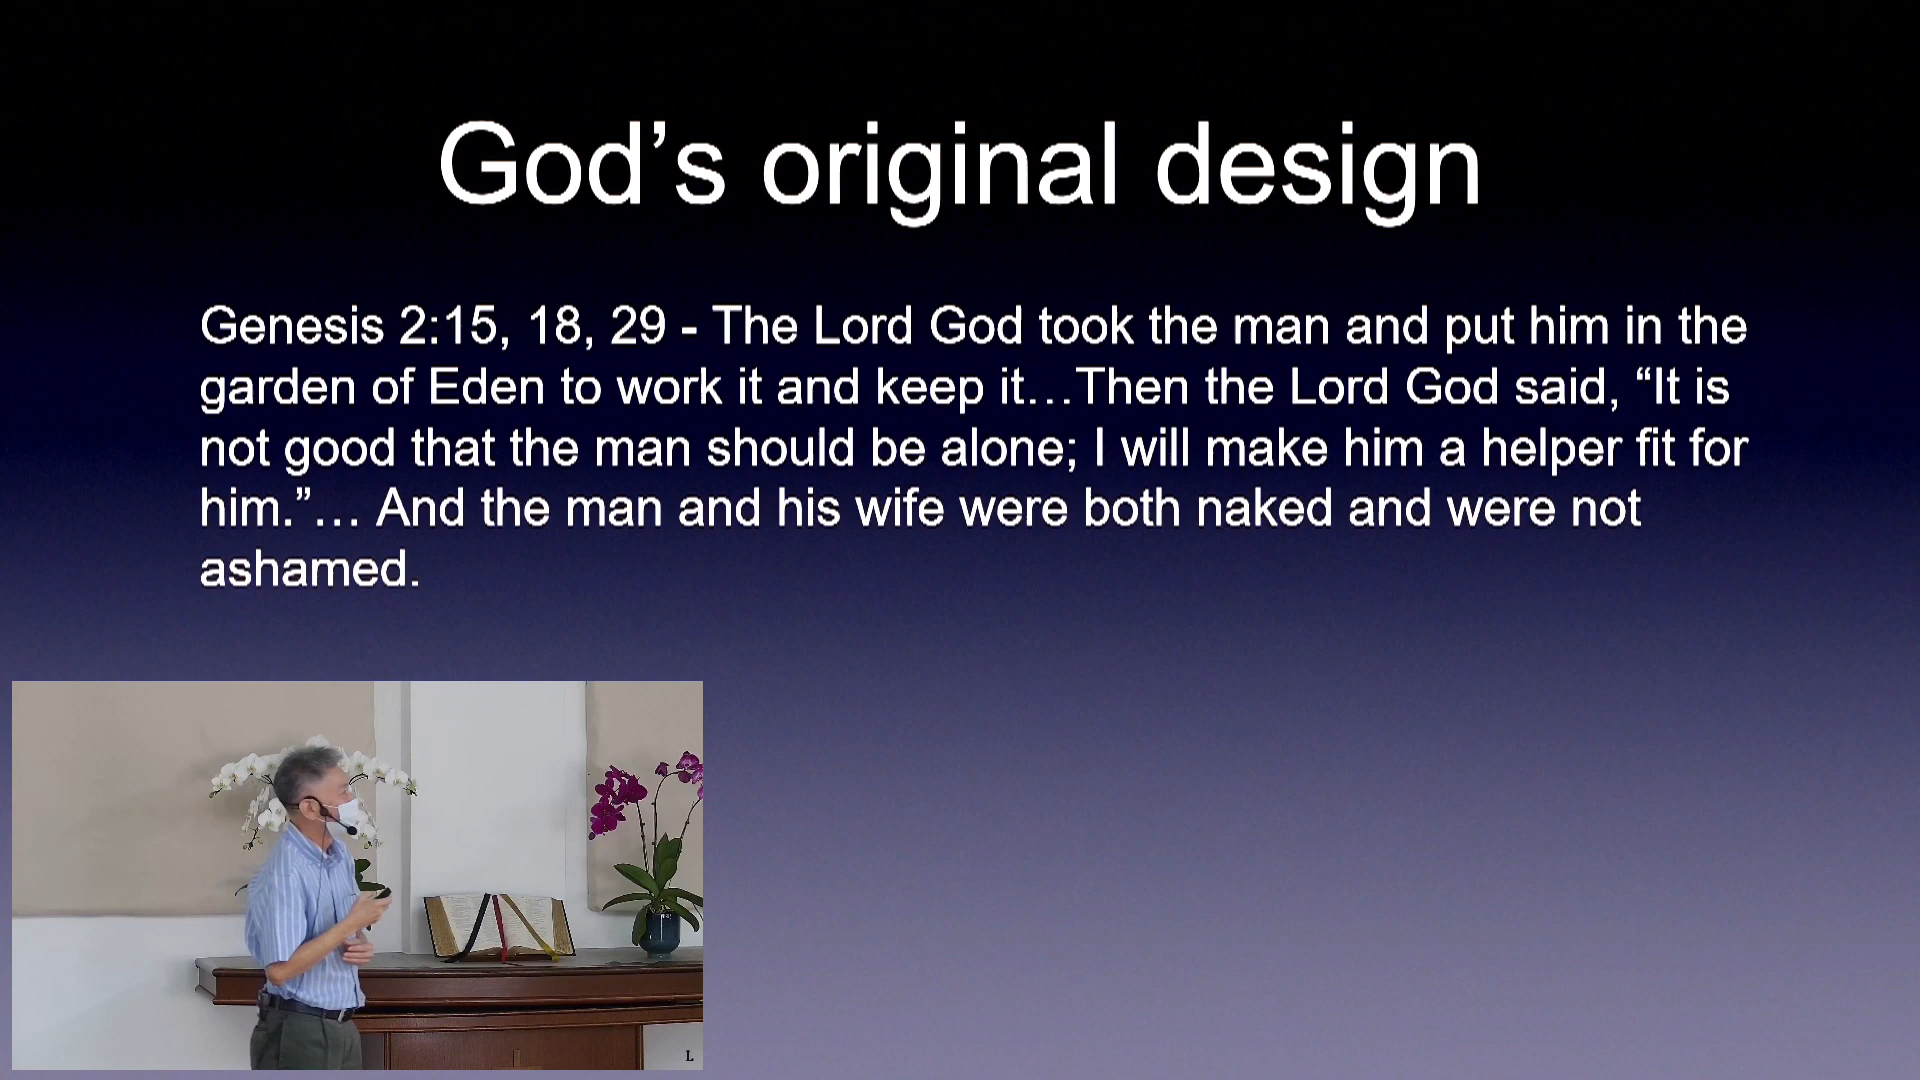 God’s original design
Genesis 2:15, 18, 29 - The Lord God took the man and put him in the
garden of Eden to work it and keep it…Then the Lord God said, “It is
not good that the man should be alone; I will make him a helper fit for
him.”… And the man and his wife were both naked and were not
ashamed.
L